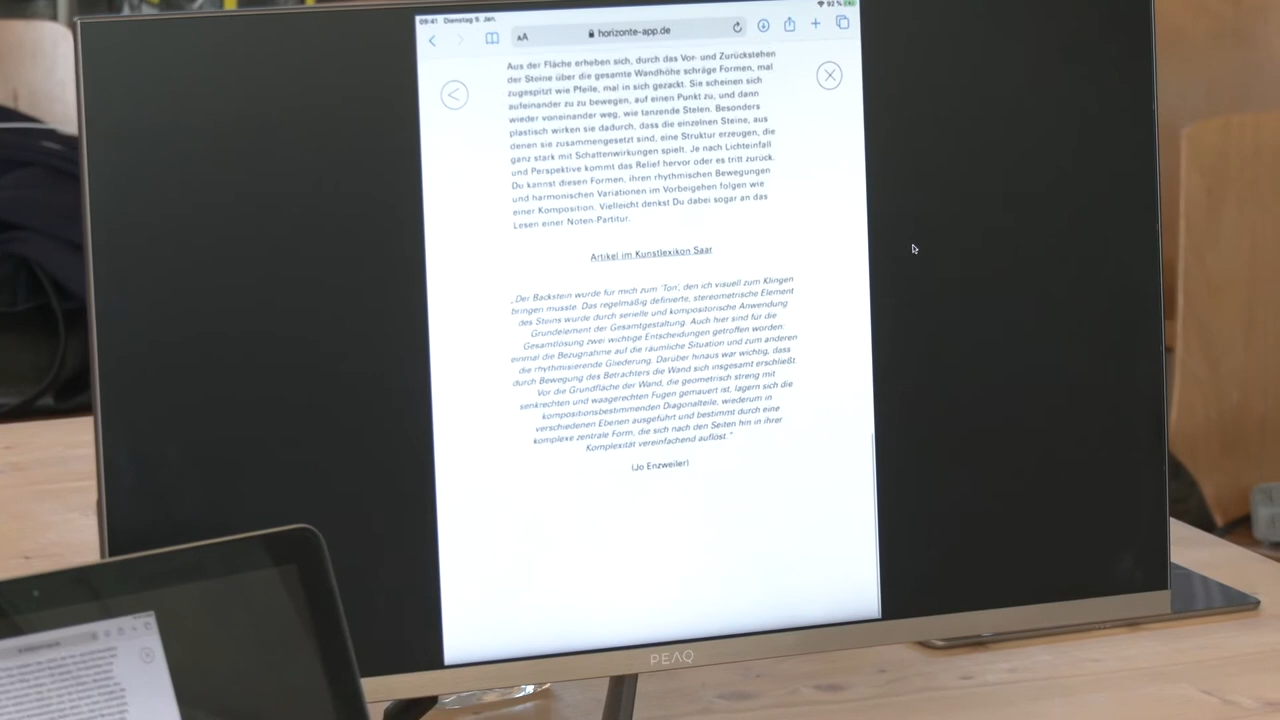 09:41 Dienstag 9. Jan.
92 %
AA
horizonte-app.de
Aus der Fläche erheben sich, durch das Vor- und Zurückstehen
der Steine über die gesamte Wandhöhe schräge Formen, mal
zugespitzt wie Pfeile, mal in sich gezackt. Sie scheinen sich
aufeinander zu zu bewegen, auf einen Punkt zu, und dann
wieder voneinander weg, wie tanzende Stelen. Besonders
plastisch wirken sie dadurch, dass die einzelnen Steine, aus
denen sie zusammengesetzt sind, eine Struktur erzeugen, die
ganz stark mit Schattenwirkungen spielt. Je nach Lichteinfall
und Perspektive kommt das Relief hervor oder es tritt zurück.
Du kannst diesen Formen, ihren rhythmischen Bewegungen
und harmonischen Variationen im Vorbeigehen folgen wie
einer Komposition. Vielleicht denkst Du dabei sogar an das
Lesen einer Noten-Partitur.
Artikel im Kunstlexikon Saar
„Der Backstein wurde für mich zum 'Ton', den ich visuell zum Klingen
bringen musste. Das regelmäßig definierte, stereometrische Element
des Steins wurde durch serielle und kompositorische Anwendung
Grundelement der Gesamtgestaltung. Auch hier sind für die
Gesamtlösung zwei wichtige Entscheidungen getroffen worden:
einmal die Bezugnahme auf die räumliche Situation und zum anderen
die rhythmisierende Gliederung. Darüber hinaus war wichtig, dass
durch Bewegung des Betrachters die Wand sich insgesamt erschließt.
Vor die Grundfläche der Wand, die geometrisch streng mit
senkrechten und waagerechten Fugen gemauert ist, lagern sich die
kompositionsbestimmenden Diagonalteile, wiederum in
verschiedenen Ebenen ausgeführt und bestimmt durch eine
komplexe zentrale Form, die sich nach den Seiten hin in ihrer
Komplexität vereinfachend auflöst."
(Jo Enzweiler)
PEAQ